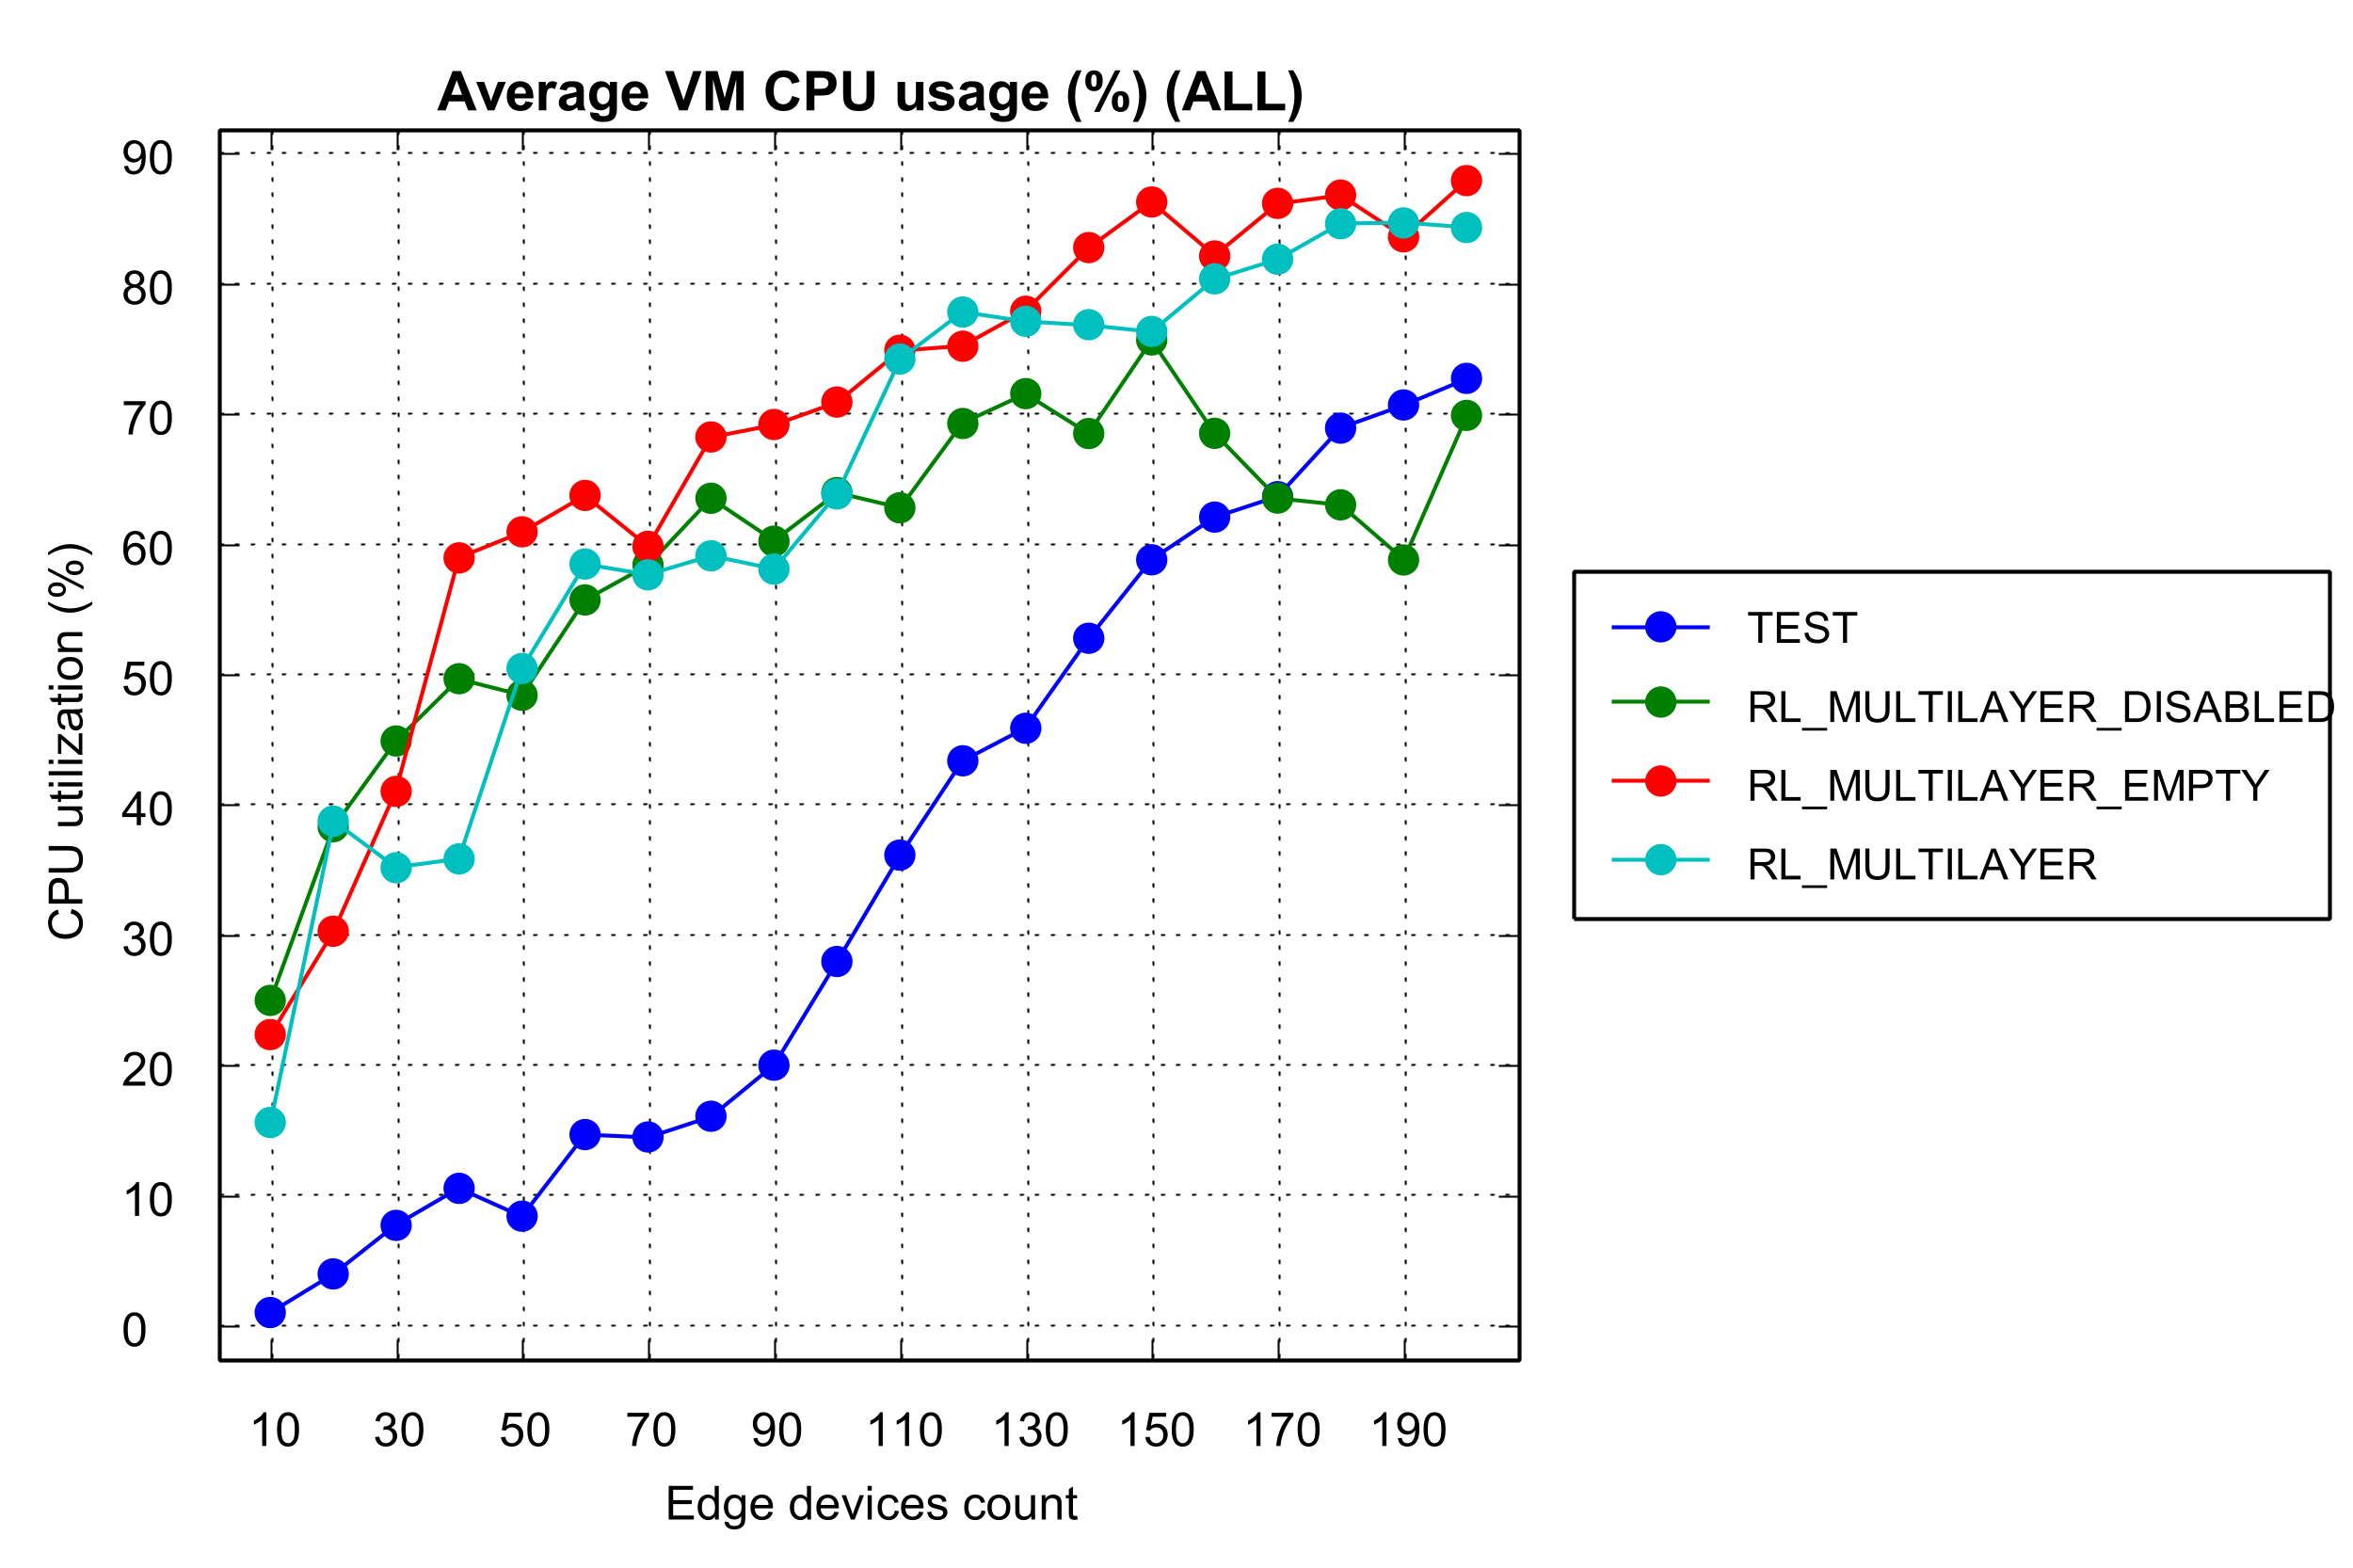 Average VM CPU usage (%) (ALL)
CPU utilization (%)
90
80
70
60
50
40
30
20
10
0
10 30 50 70 90 110 130 150 170 190
Edge devices count
TEST
RL_MULTILAYER_DISABLED
RL_MULTILAYER_EMPTY
RL_MULTILAYER